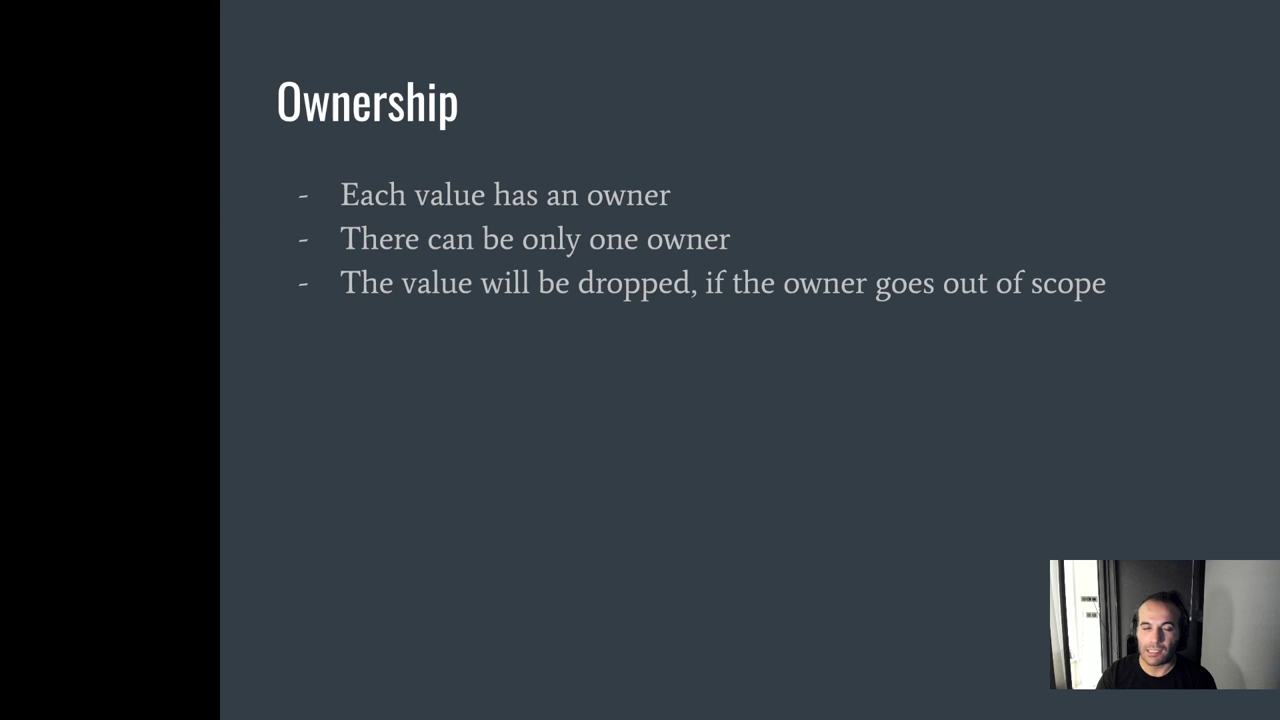 Ownership
- Each value has an owner
- There can be only one owner
- The value will be dropped, if the owner goes out of scope